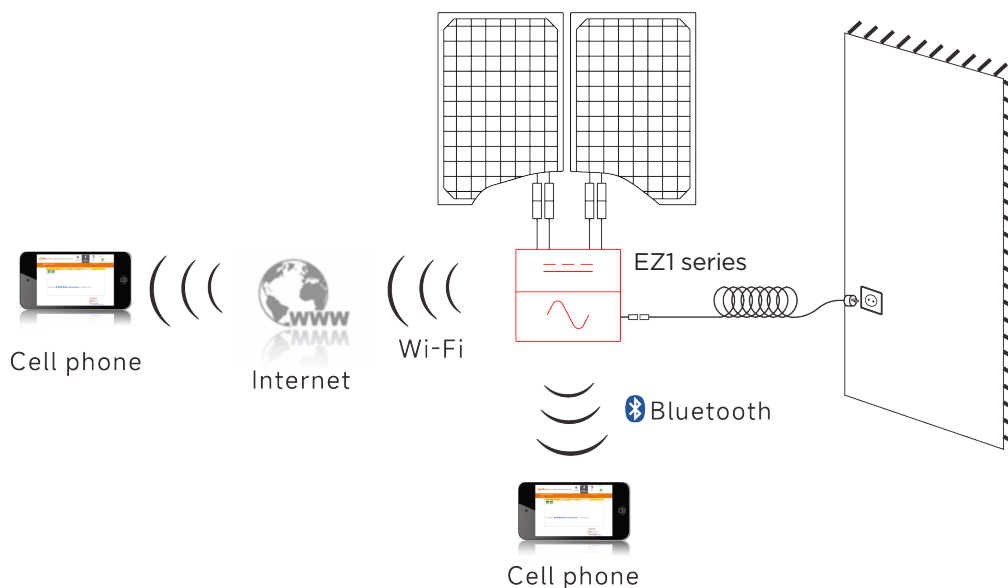 EZ1 series
WWW
Wi-Fi
Cell phone
Internet
Bluetooth
Cell phone